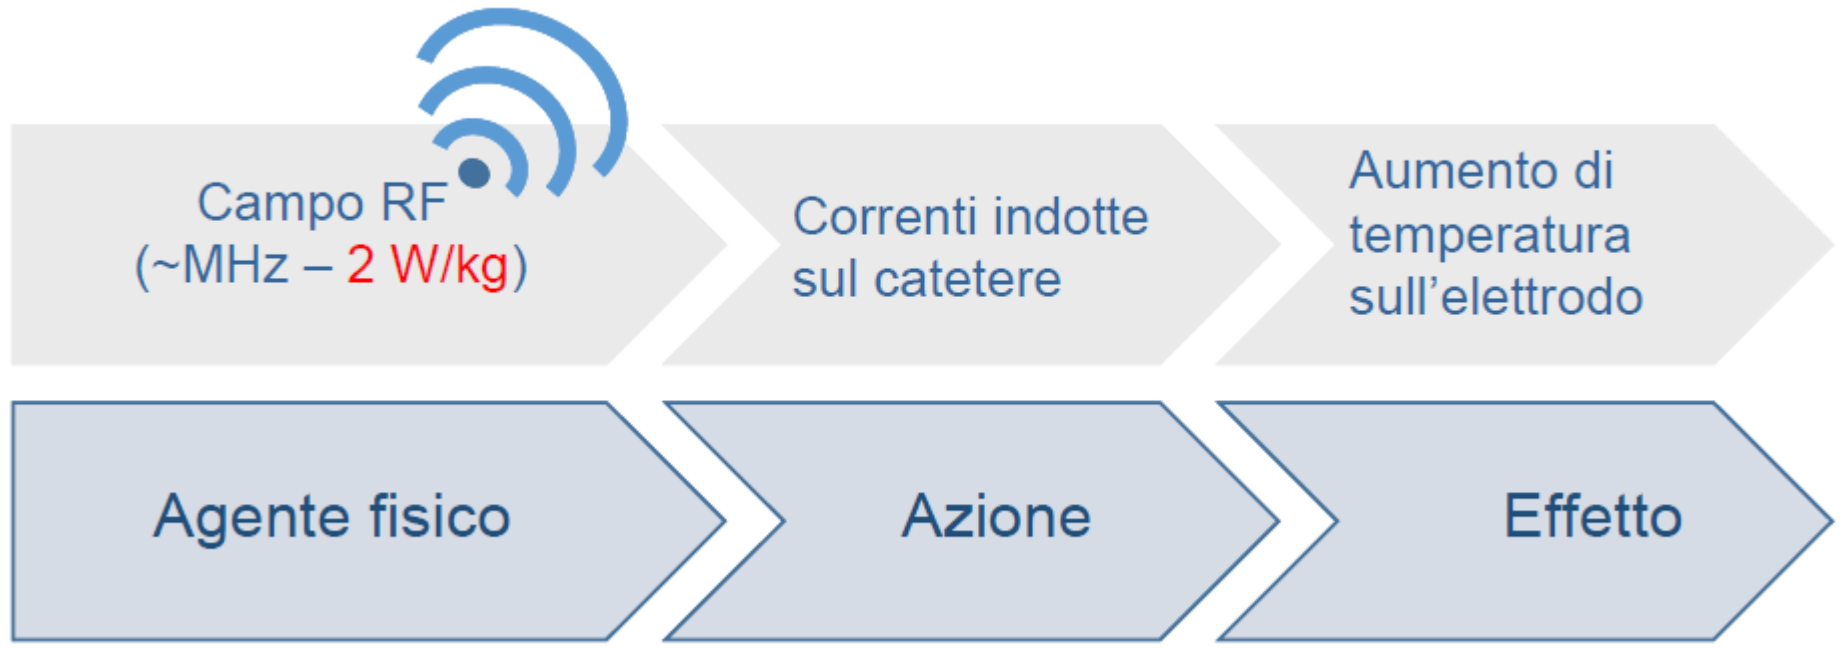 Campo RF
(~MHz – 2 W/kg)
Correnti indotte
sul catetere
Aumento di
temperatura
sull’elettrodo
Agente fisico
Azione
Effetto